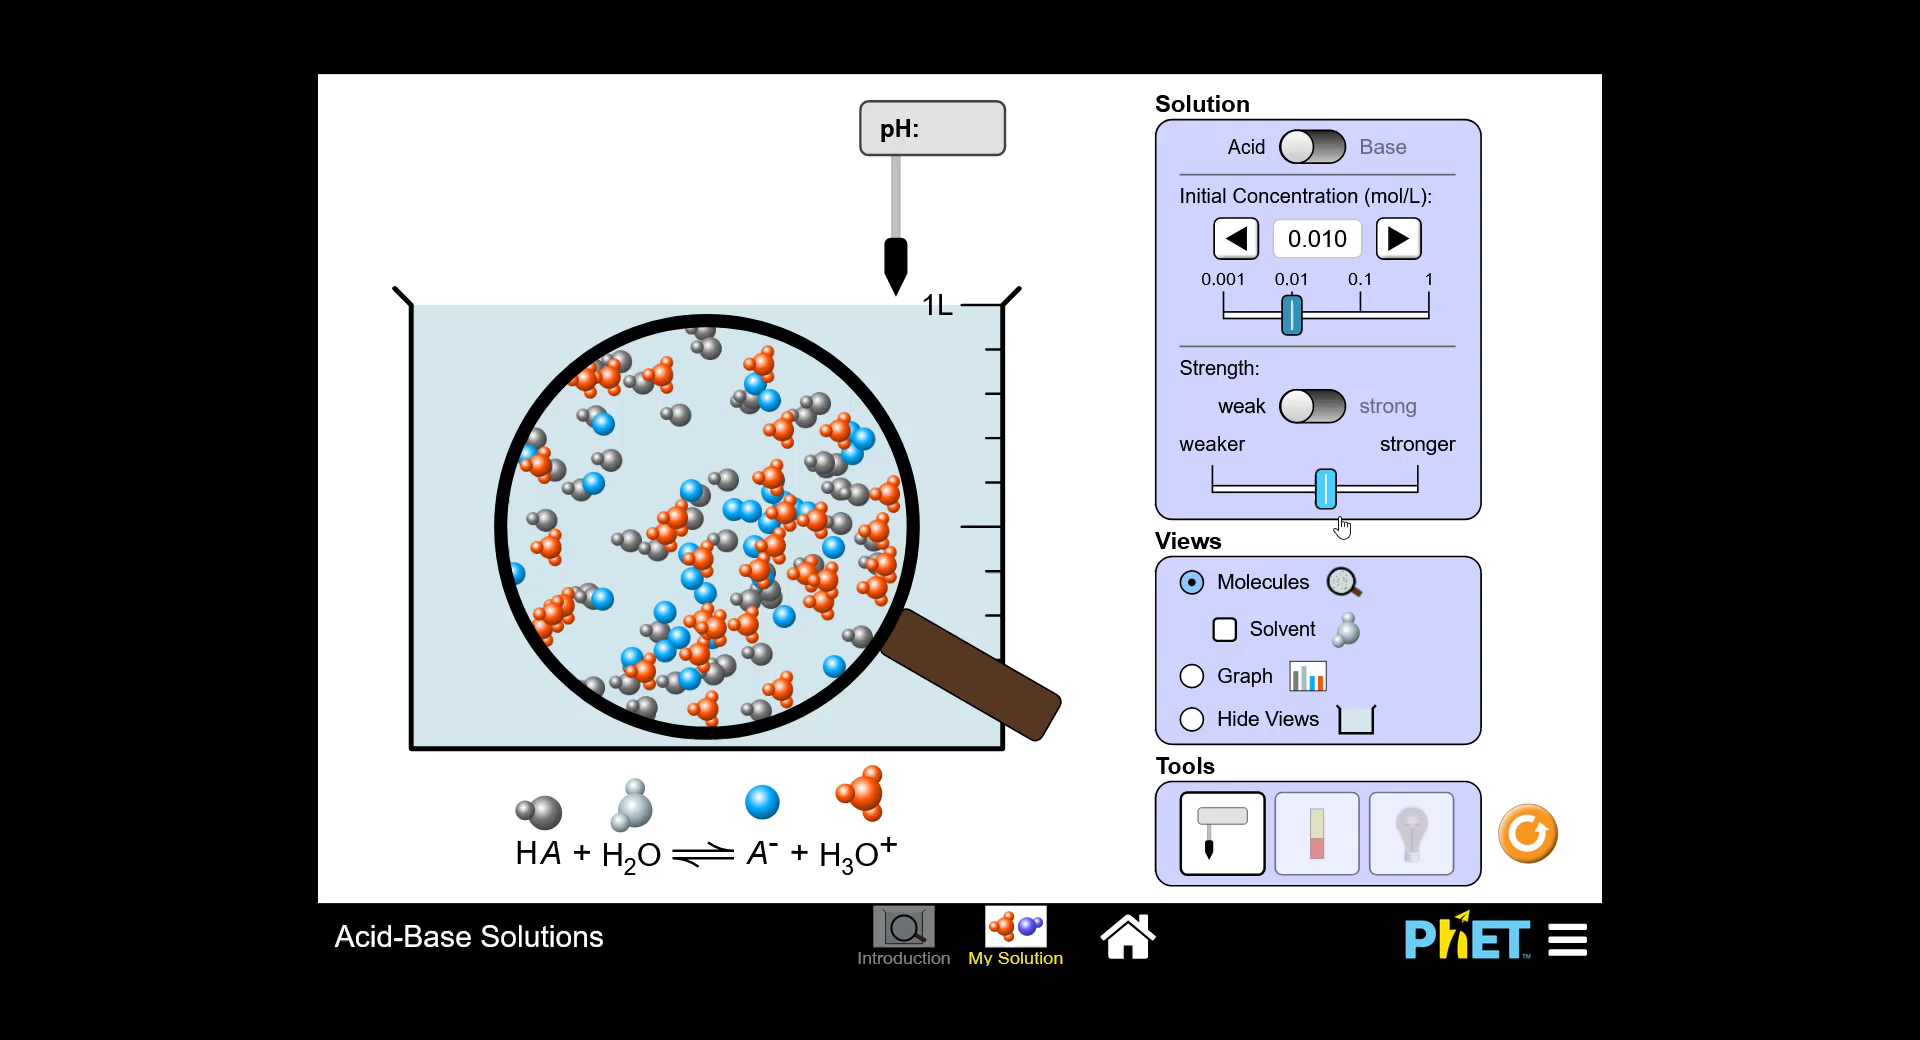 Solution
pH:
Acid Base
Initial Concentration (mol/L):
0.010
0.001 0.01 0.1 1
1L
Strength:
weak strong
weaker stronger
Views
Molecules
Solvent
Graph
Hide Views
Tools
HA + H₂O ⇌ A⁻ + H₃O⁺
Acid-Base Solutions
Introduction
My Solution
PhET™